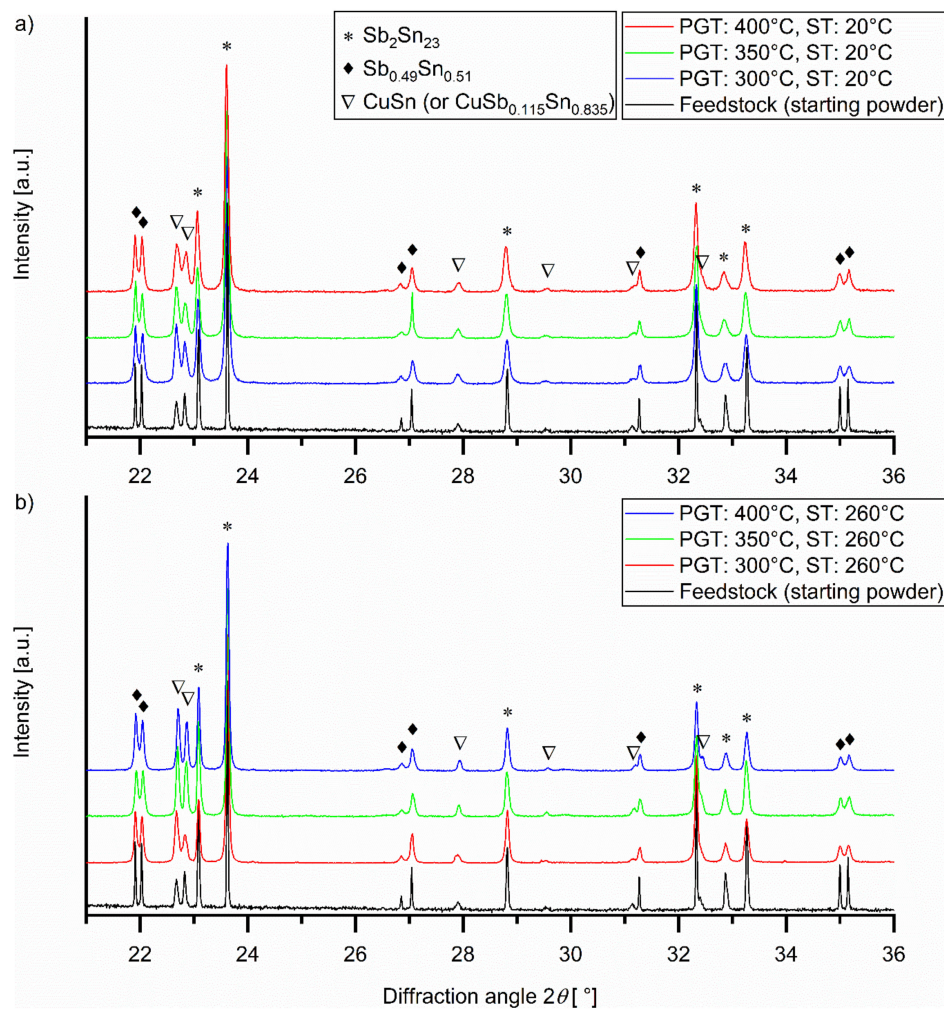 a)
* Sb₂Sn₂₃
◆ Sb₀.₄₉Sn₀.₅₁
▽ CuSn (or CuSb₀.₁₁₅Sn₀.₈₃₅)
PGT: 400°C, ST: 20°C
PGT: 350°C, ST: 20°C
PGT: 300°C, ST: 20°C
Feedstock (starting powder)
Intensity [a.u.]
22 24 26 28 30 32 34 36
b)
PGT: 400°C, ST: 260°C
PGT: 350°C, ST: 260°C
PGT: 300°C, ST: 260°C
Feedstock (starting powder)
Intensity [a.u.]
22 24 26 28 30 32 34 36
Diffraction angle 2θ [ °]